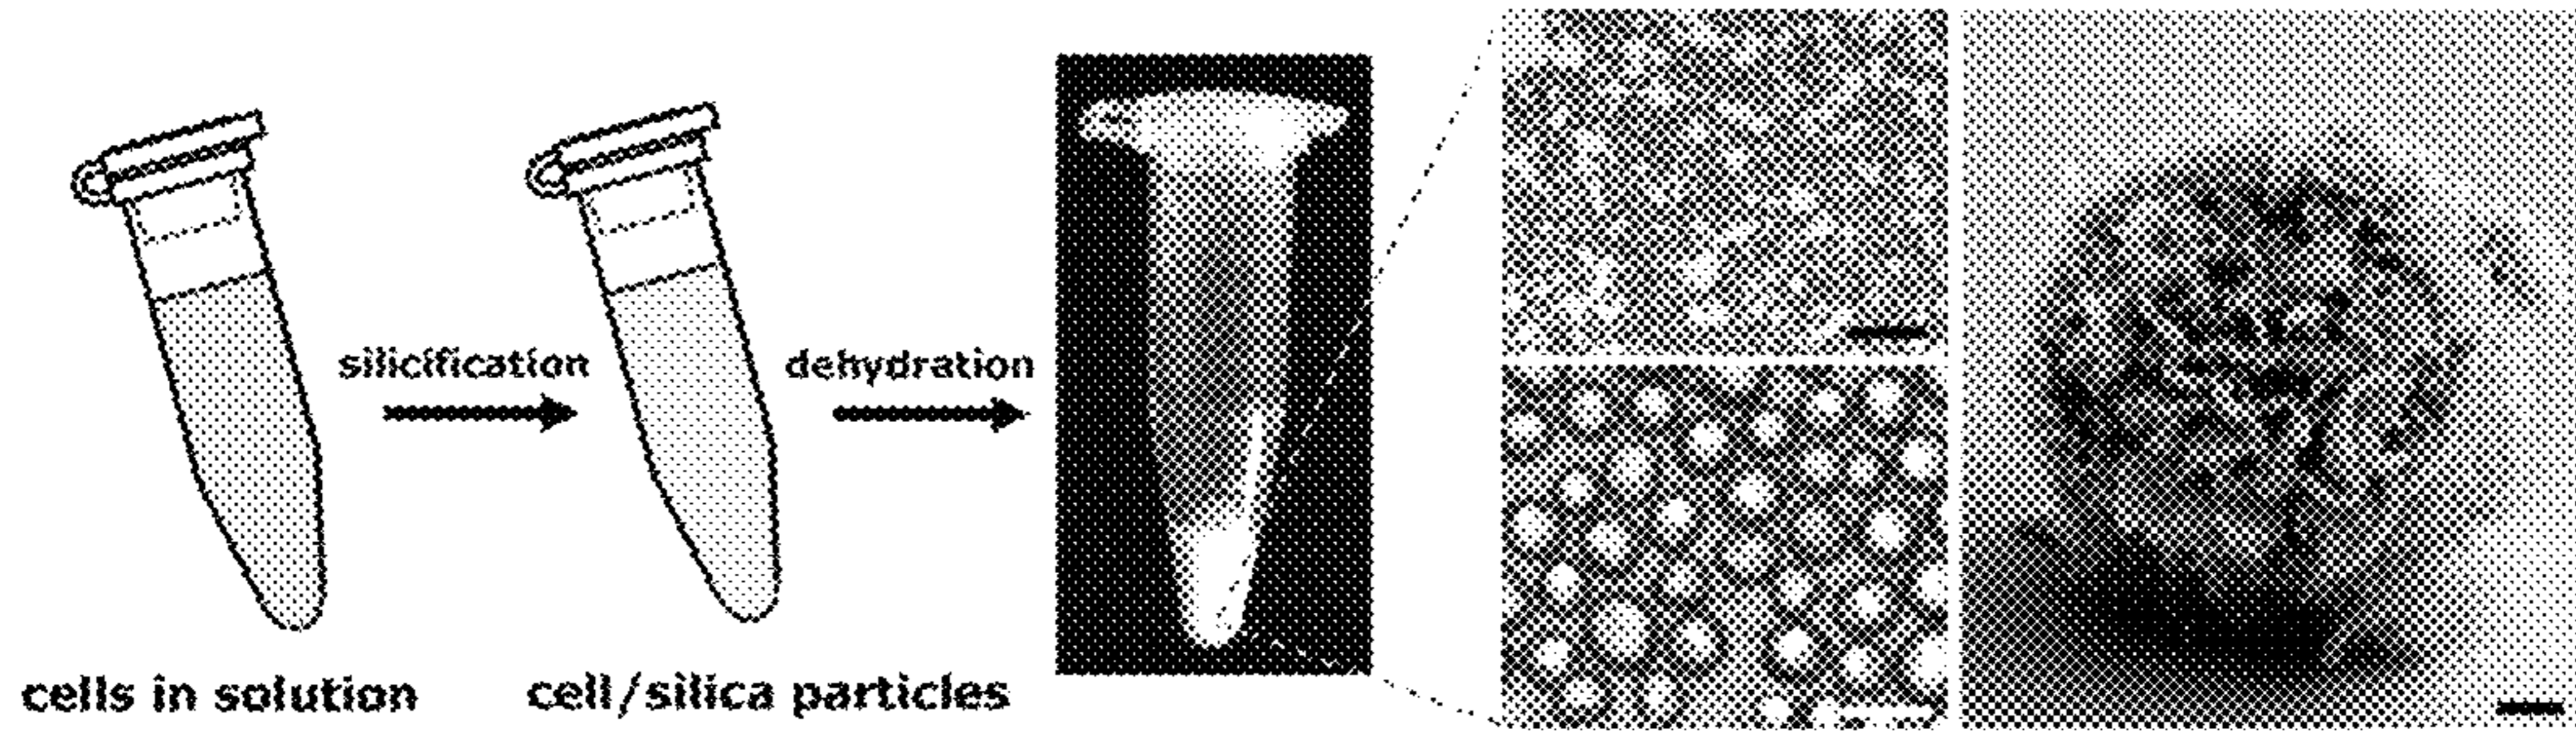 silicification
dehydration
cells in solution
cell/silica particles